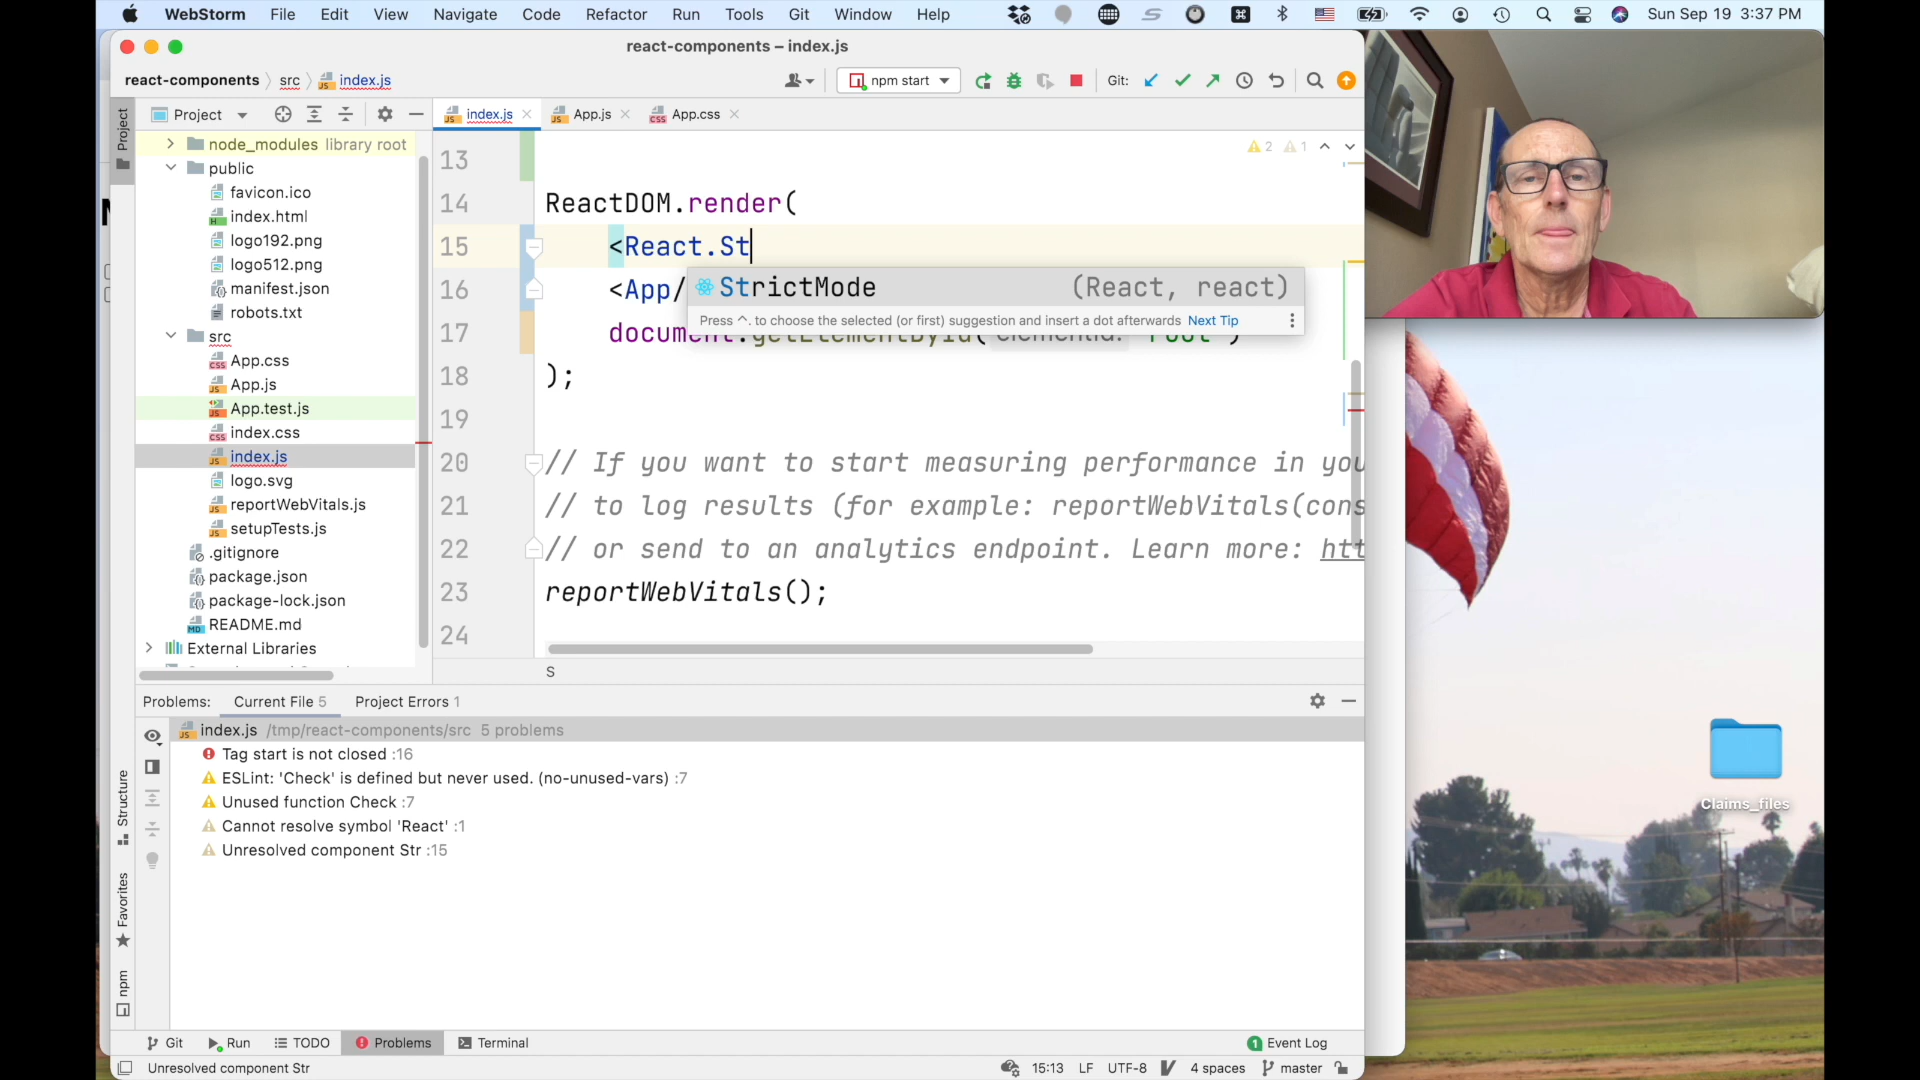 WebStorm File Edit View Navigate Code Refactor Run Tools Git Window Help Sun Sep 19 3:37 PM
react-components – index.js
react-components src index.js npm start Git:
Project index.js App.js App.css
Project
node_modules library root
public
favicon.ico
index.html
logo192.png
logo512.png
manifest.json
robots.txt
src
App.css
App.js
App.test.js
index.css
index.js
logo.svg
reportWebVitals.js
setupTests.js
.gitignore
package.json
package-lock.json
README.md
External Libraries
2 1
13
14 ReactDOM.render(
15 <React.St
StrictMode (React, react)
16 <App/
Press ^. to choose the selected (or first) suggestion and insert a dot afterwards Next Tip
17 document.getElementById(
18 );
19
20 // If you want to start measuring performance in you
21 // to log results (for example: reportWebVitals(cons
22 // or send to an analytics endpoint. Learn more: htt
23 reportWebVitals();
24
S
Problems: Current File 5 Project Errors 1
index.js /tmp/react-components/src 5 problems
Tag start is not closed :16
ESLint: 'Check' is defined but never used. (no-unused-vars) :7
Unused function Check :7
Cannot resolve symbol 'React' :1
Unresolved component Str :15
Structure
Favorites
npm
Git Run TODO Problems Terminal 1 Event Log
Unresolved component Str 15:13 LF UTF-8 4 spaces master
Claims_files